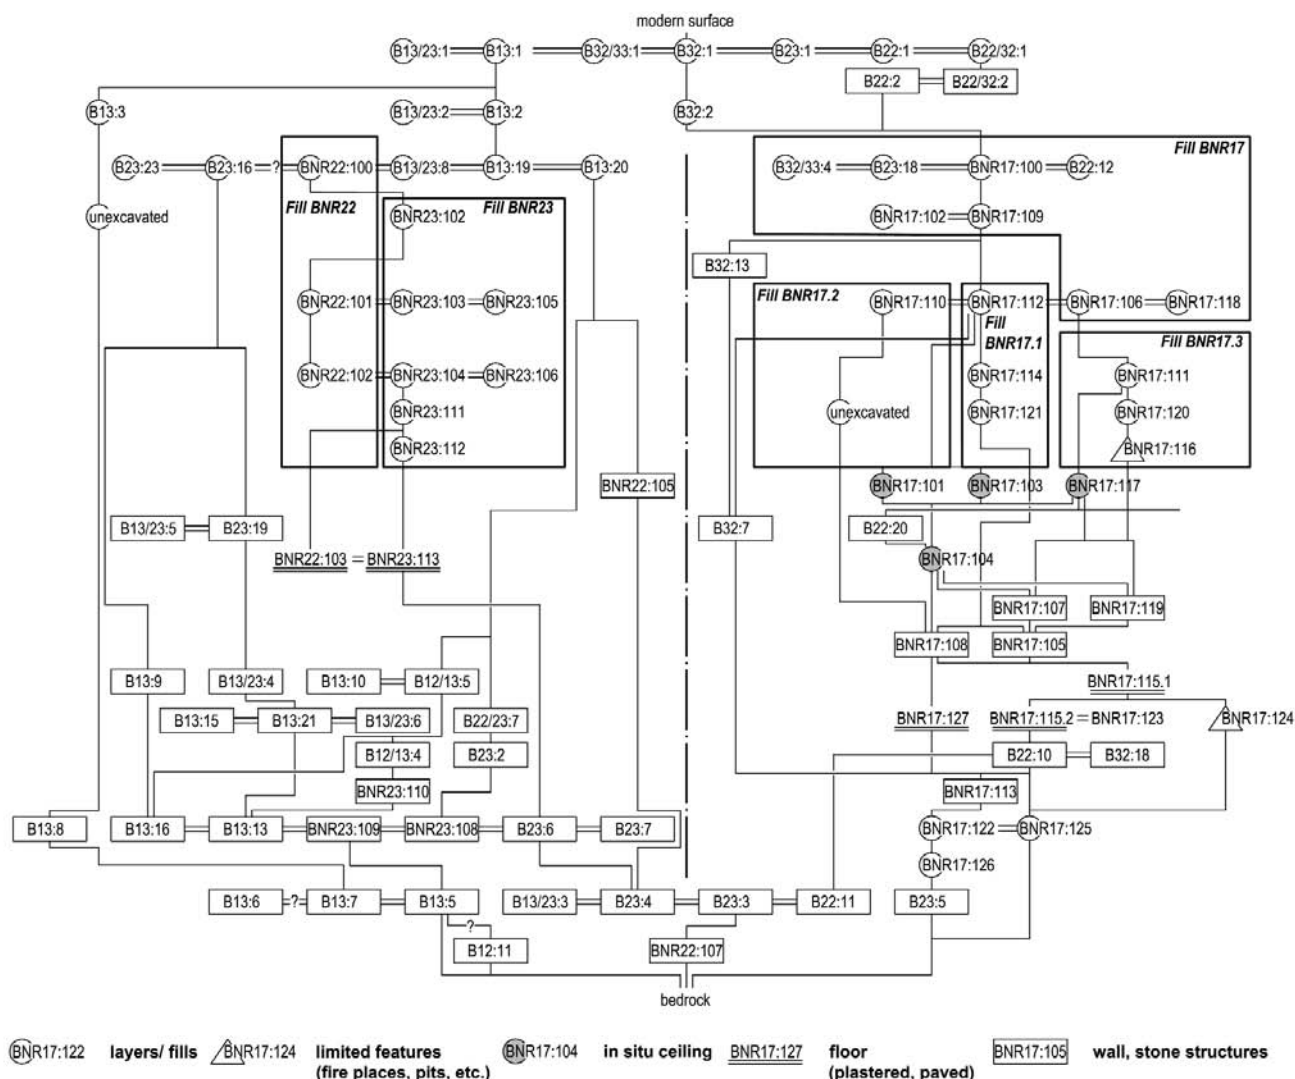 modern surface
B13/23:1 B13:1 B32/33:1 B32:1 B23:1 B22:1 B22/32:1
B22:2 B22/32:2
B13:3 B13/23:2 B13:2 B32:2
Fill BNR17
B23:23 B23:16 ? BNR22:100 B13/23:8 B13:19 B13:20 B32/33:4 B23:18 BNR17:100 B22:12
Fill BNR22 Fill BNR23
unexcavated BNR23:102 BNR17:102 BNR17:109
B32:13
Fill BNR17.2
BNR22:101 BNR23:103 BNR23:105 BNR17:110 BNR17:112 BNR17:106 BNR17:118
Fill
BNR17.1
Fill BNR17.3
BNR22:102 BNR23:104 BNR23:106 BNR17:114 BNR17:111
BNR23:111 unexcavated BNR17:121 BNR17:120
BNR23:112 BNR17:116
BNR22:105 BNR17:101 BNR17:103 BNR17:117
B13/23:5 B23:19 B32:7 B22:20
BNR22:103 BNR23:113 BNR17:104
BNR17:107 BNR17:119
BNR17:108 BNR17:105
B13:9 B13/23:4 B13:10 B12/13:5 BNR17:115.1
B13:15 B13:21 B13/23:6 B22/23:7 BNR17:127 BNR17:115.2 BNR17:123 BNR17:124
B12/13:4 B23:2 B22:10 B32:18
BNR23:110 BNR17:113
B13:8 B13:16 B13:13 BNR23:109 BNR23:108 B23:6 B23:7 BNR17:122 BNR17:125
BNR17:126
B13:6 ? B13:7 B13:5 B13/23:3 B23:4 B23:3 B22:11 B23:5
?
B12:11 BNR22:107
bedrock
BNR17:122 layers/ fills BNR17:124 limited features BNR17:104 in situ ceiling BNR17:127 floor BNR17:105 wall, stone structures
(fire places, pits, etc.) (plastered, paved)